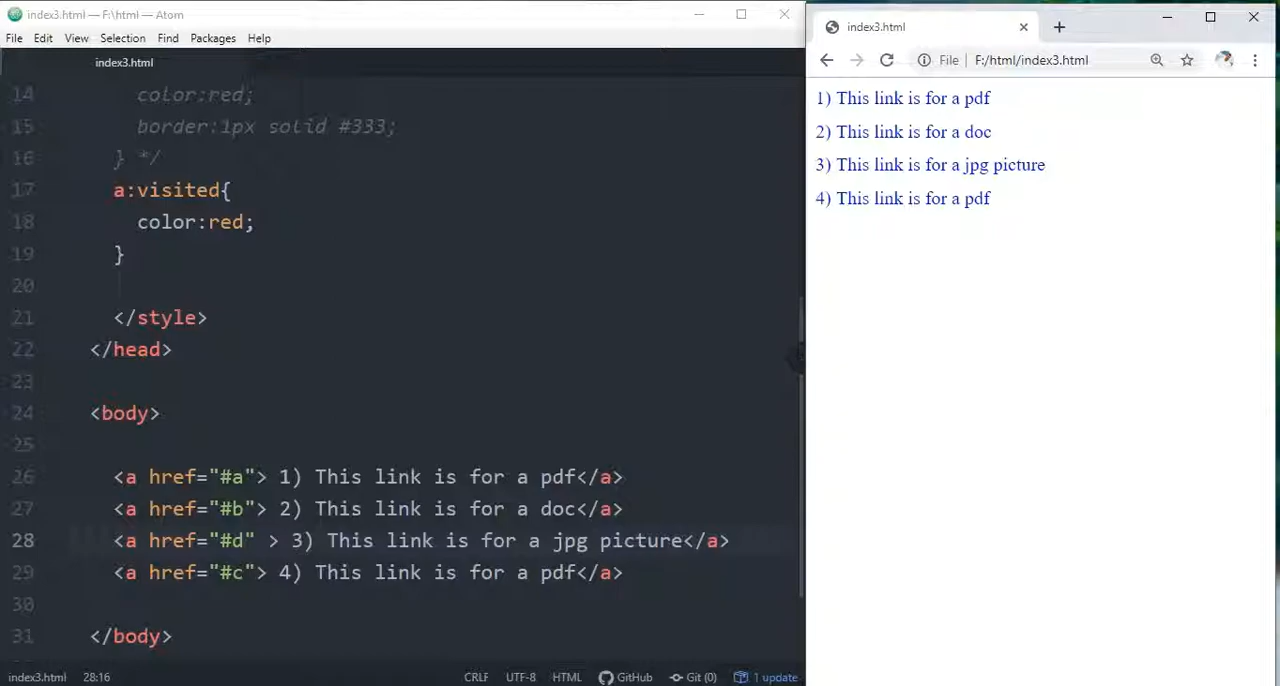 index3.html — F:\html — Atom
File Edit View Selection Find Packages Help
index3.html
14 color:red;
15 border:1px solid #333;
16 } */
17 a:visited{
18 color:red;
19 }
20
21 </style>
22 </head>
23
24 <body>
25
26 <a href="#a"> 1) This link is for a pdf</a>
27 <a href="#b"> 2) This link is for a doc</a>
28 <a href="#d" > 3) This link is for a jpg picture</a>
29 <a href="#c"> 4) This link is for a pdf</a>
30
31 </body>
index3.html 28:16 CRLF UTF-8 HTML GitHub Git (0) 1 update
index3.html
File | F:/html/index3.html
1) This link is for a pdf
2) This link is for a doc
3) This link is for a jpg picture
4) This link is for a pdf